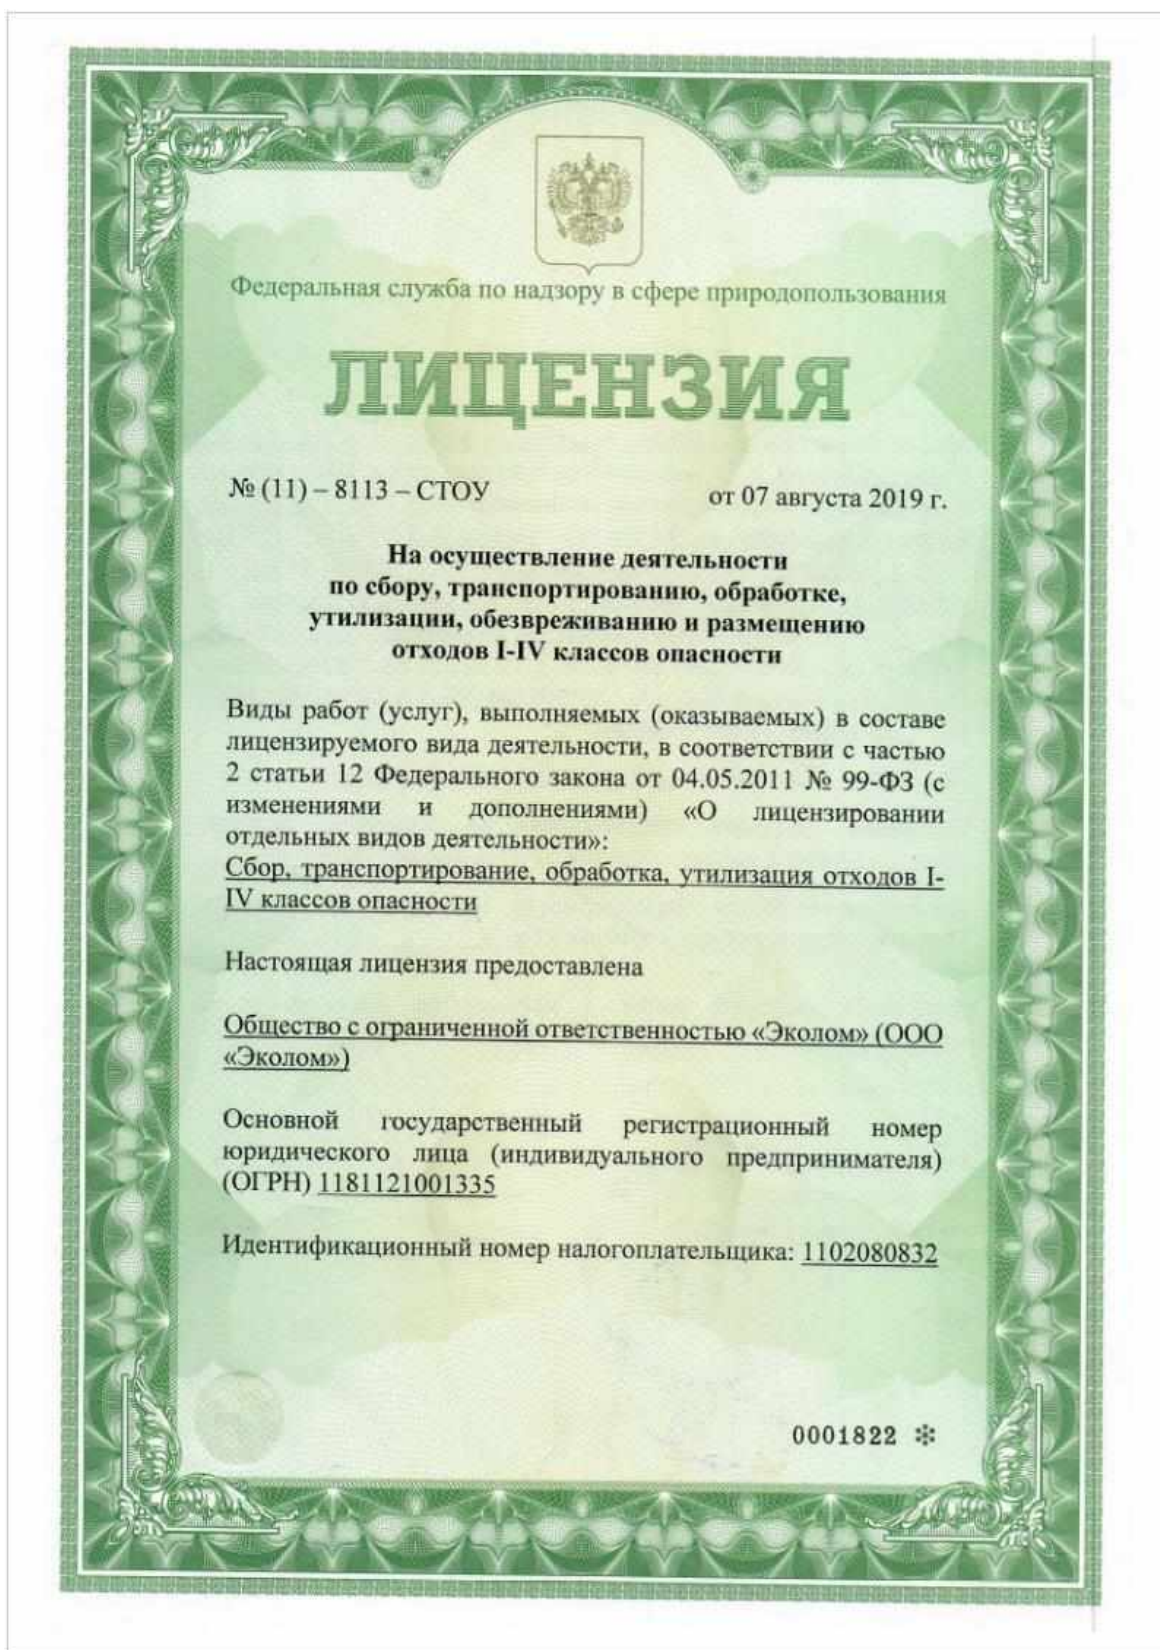 Федеральная служба по надзору в сфере природопользования
ЛИЦЕНЗИЯ
№ (11) – 8113 – СТОУ от 07 августа 2019 г.
На осуществление деятельности
по сбору, транспортированию, обработке,
утилизации, обезвреживанию и размещению
отходов I-IV классов опасности
Виды работ (услуг), выполняемых (оказываемых) в составе
лицензируемого вида деятельности, в соответствии с частью
2 статьи 12 Федерального закона от 04.05.2011 № 99-ФЗ (с
изменениями и дополнениями) «О лицензировании
отдельных видов деятельности»:
Сбор, транспортирование, обработка, утилизация отходов I-
IV классов опасности
Настоящая лицензия предоставлена
Общество с ограниченной ответственностью «Эколом» (ООО
«Эколом»)
Основной государственный регистрационный номер
юридического лица (индивидуального предпринимателя)
(ОГРН) 1181121001335
Идентификационный номер налогоплательщика: 1102080832
0001822 ❇